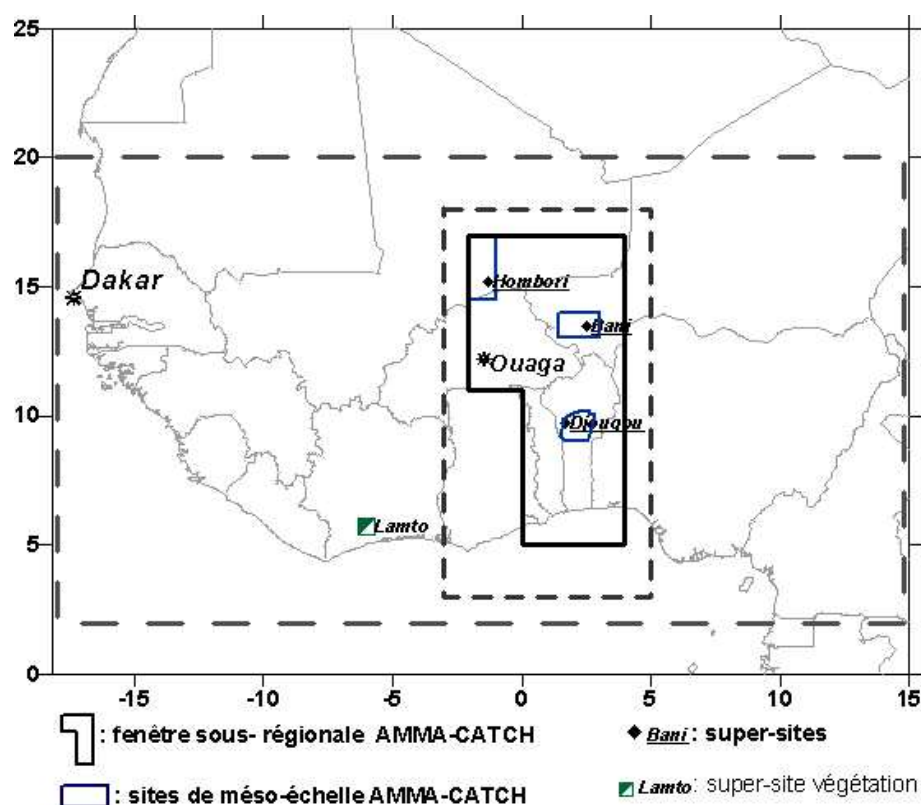 25
20
15
10
5
0
Dakar
Hombori
Bani
Ouaga
Djougou
Lamto
-15 -10 -5 0 5 10 15
: fenêtre sous- régionale AMMA-CATCH
Bani : super-sites
: sites de méso-échelle AMMA-CATCH
Lamto: super-site végétation